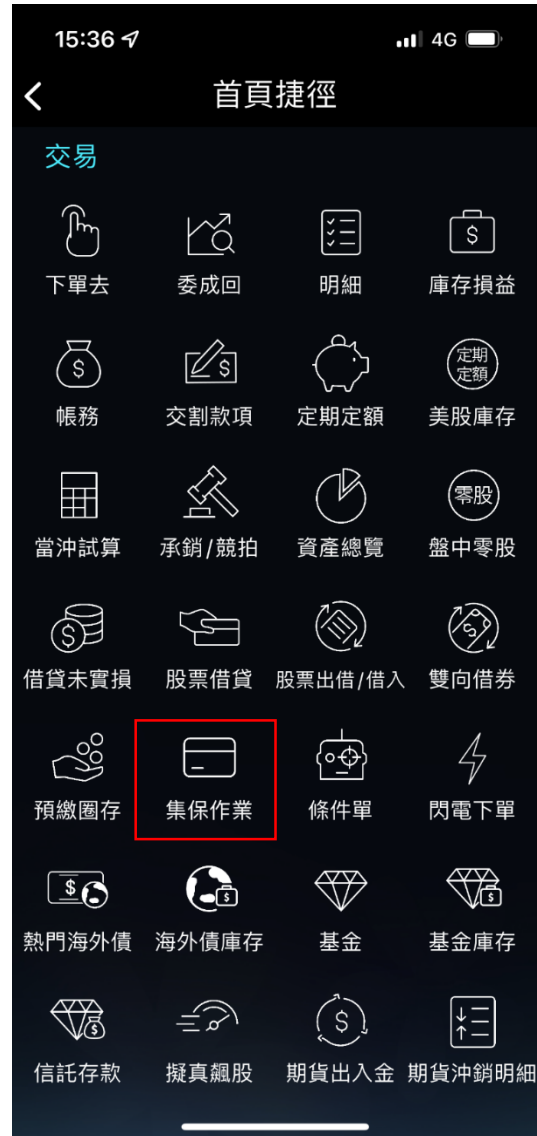 15:36 4G
首頁捷徑
交易
$
下單去 委成回 明細 庫存損益
$ $ 定期
定額
帳務 交割款項 定期定額 美股庫存
零股
當沖試算 承銷/競拍 資產總覽 盤中零股
$ $
借貸未實損 股票借貸 股票出借/借入 雙向借券
預繳圈存 集保作業 條件單 閃電下單
$ $ $
熱門海外債 海外債庫存 基金 基金庫存
$ $
信託存款 擬真飆股 期貨出入金 期貨沖銷明細